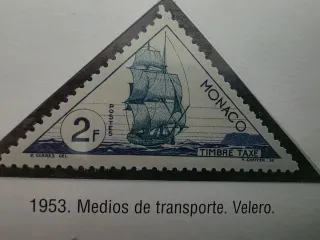 POSTES
MONACO
2F
TIMBRE TAXE
1953. Medios de transporte. Velero.